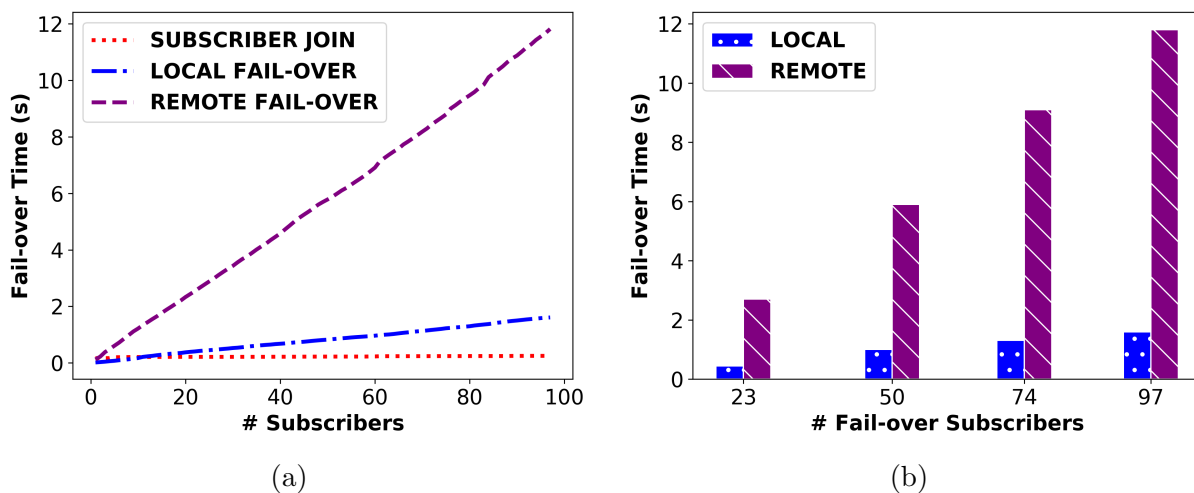 12
10
8
6
4
2
0
Fail-over Time (s)
SUBSCRIBER JOIN
LOCAL FAIL-OVER
REMOTE FAIL-OVER
0 20 40 60 80 100
# Subscribers
(a)
12
10
8
6
4
2
0
Fail-over Time (s)
LOCAL
REMOTE
23 50 74 97
# Fail-over Subscribers
(b)